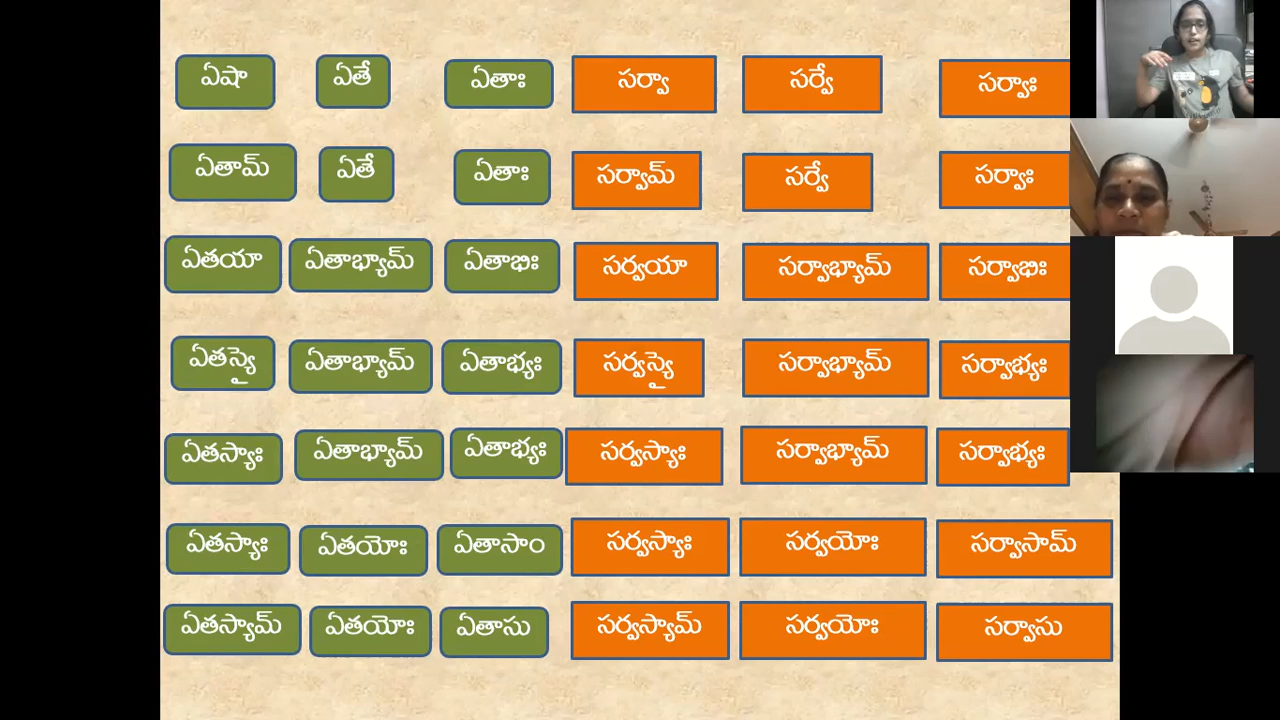 ఏషా ఏతే ఏతాః సర్వా సర్వే సర్వాః
ఏతామ్ ఏతే ఏతాః సర్వామ్ సర్వే సర్వాః
ఏతయా ఏతాభ్యామ్ ఏతాభిః సర్వయా సర్వాభ్యామ్ సర్వాభిః
ఏతస్యై ఏతాభ్యామ్ ఏతాభ్యః సర్వస్యై సర్వాభ్యామ్ సర్వాభ్యః
ఏతస్యాః ఏతాభ్యామ్ ఏతాభ్యః సర్వస్యాః సర్వాభ్యామ్ సర్వాభ్యః
ఏతస్యాః ఏతయోః ఏతాసాం సర్వస్యాః సర్వయోః సర్వాసామ్
ఏతస్యామ్ ఏతయోః ఏతాసు సర్వస్యామ్ సర్వయోః సర్వాసు